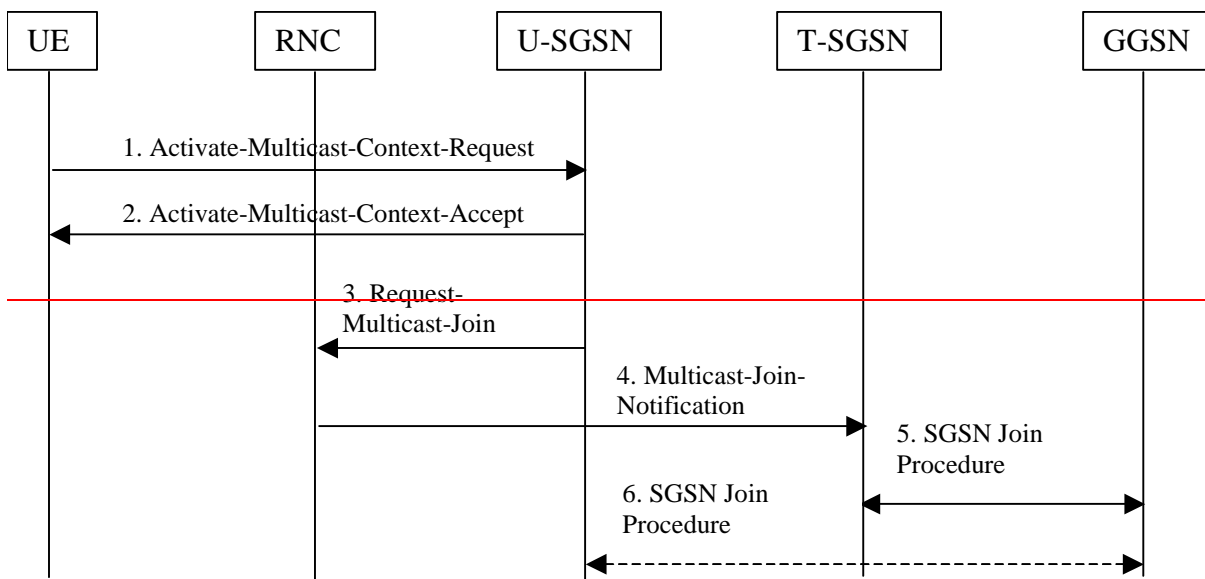 UE
RNC
U-SGSN
T-SGSN
GGSN
1. Activate-Multicast-Context-Request
2. Activate-Multicast-Context-Accept
3. Request-
Multicast-Join
4. Multicast-Join-
Notification
5. SGSN Join
Procedure
6. SGSN Join
Procedure